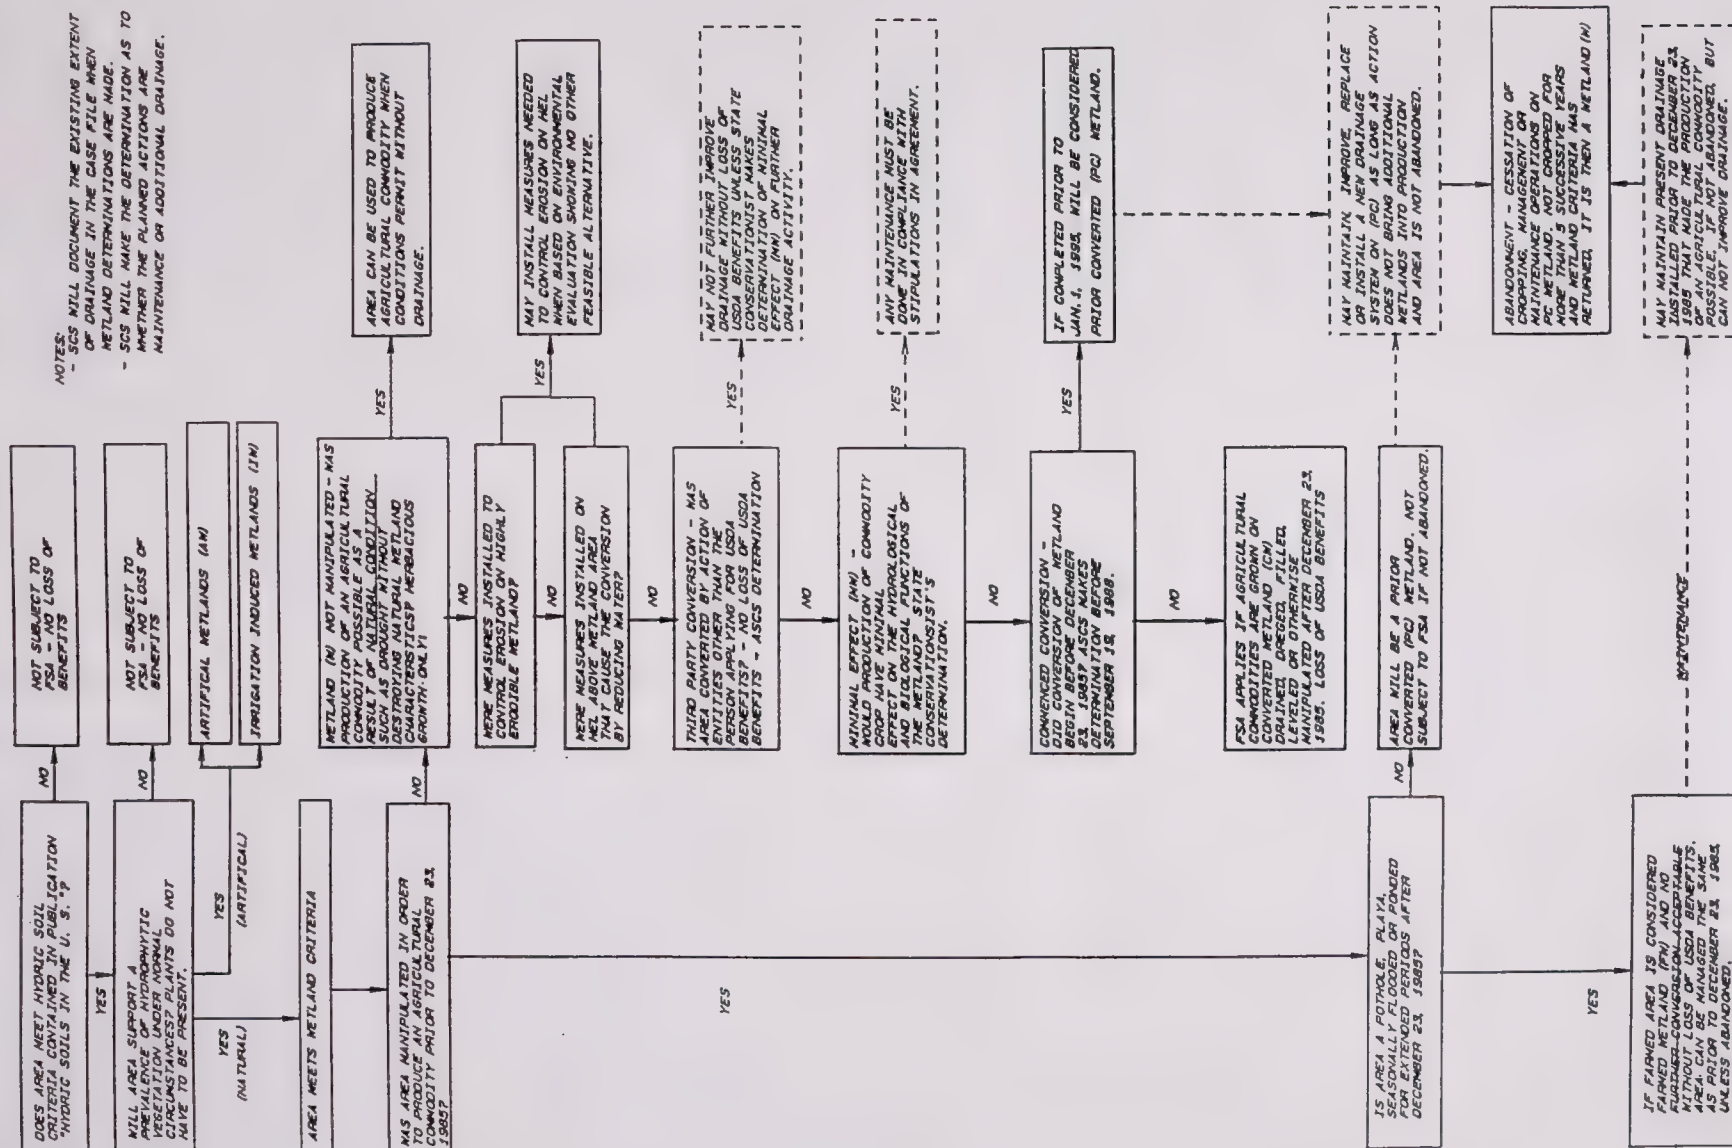 NOTES:
- SCS WILL DOCUMENT THE EXISTING EXTENT
OF DRAINAGE IN THE CASE FILE WHEN
WETLAND DETERMINATIONS ARE MADE.
- SCS WILL MAKE THE DETERMINATION AS TO
WHETHER THE PLANNED ACTIONS ARE
MAINTENANCE OR ADDITIONAL DRAINAGE.
DOES AREA MEET HYDRIC SOIL
CRITERIA CONTAINED IN PUBLICATION
"HYDRIC SOILS IN THE U. S."?
NO
NOT SUBJECT TO
FSA - NO LOSS OF
BENEFITS
YES
WILL AREA SUPPORT A
PREVALENCE OF HYDROPHYTIC
VEGETATION UNDER NORMAL
CIRCUMSTANCES? PLANTS DO NOT
HAVE TO BE PRESENT.
NO
NOT SUBJECT TO
FSA - NO LOSS OF
BENEFITS
YES
(ARTIFICAL)
ARTIFICAL WETLANDS (AW)
IRRIGATION INDUCED WETLANDS (IW)
YES
(NATURAL)
AREA MEETS WETLAND CRITERIA
WAS AREA MANIPULATED IN ORDER
TO PRODUCE AN AGRICULTURAL
COMMODITY PRIOR TO DECEMBER 23,
1985?
NO
WETLAND (W) NOT MANIPULATED - WAS
PRODUCTION OF AN AGRICULTURAL
COMMODITY POSSIBLE AS A
RESULT OF NATURAL CONDITION
SUCH AS DROUGHT WITHOUT
DESTROYING NATURAL WETLAND
CHARACTERISTICS? HERBACIOUS
GROWTH ONLY!
YES
AREA CAN BE USED TO PRODUCE
AGRICULTURAL COMMODITY WHEN
CONDITIONS PERMIT WITHOUT
DRAINAGE.
NO
WERE MEASURES INSTALLED TO
CONTROL EROSION ON HIGHLY
ERODIBLE WETLAND?
YES
MAY INSTALL MEASURES NEEDED
TO CONTROL EROSION ON HEL
WHEN BASED ON ENVIRONMENTAL
EVALUATION SHOWING NO OTHER
FEASIBLE ALTERNATIVE.
NO
WERE MEASURES INSTALLED ON
HEL ABOVE WETLAND AREA
THAT CAUSE THE CONVERSION
BY REDUCING WATER?
NO
THIRD PARTY CONVERSION - WAS
AREA CONVERTED BY ACTION OF
ENTITIES OTHER THAN THE
PERSON APPLYING FOR USDA
BENEFITS? - NO LOSS OF USDA
BENEFITS - ASCS DETERMINATION
YES
MAY NOT FURTHER IMPROVE
DRAINAGE WITHOUT LOSS OF
USDA BENEFITS UNLESS STATE
CONSERVATIONIST MAKES
DETERMINATION OF MINIMAL
EFFECT (MW) ON FURTHER
DRAINAGE ACTIVITY.
NO
MINIMAL EFFECT (MW) -
WOULD PRODUCTION OF COMMODITY
CROP HAVE MINIMAL
EFFECT ON THE HYDROLOGICAL
AND BIOLOGICAL FUNCTIONS OF
THE WETLAND? STATE
CONSERVATIONSIST'S
DETERMINATION.
YES
ANY MAINTENANCE MUST BE
DONE IN COMPLIANCE WITH
STIPULATIONS IN AGREEMENT.
NO
COMMENCED CONVERSION -
DID CONVERSION OF WETLAND
BEGIN BEFORE DECEMBER
23, 1985? ASCS MAKES
DETERMINATION BEFORE
SEPTEMBER 19, 1988.
YES
IF COMPLETED PRIOR TO
JAN.1, 1995, WILL BE CONSIDERED
PRIOR CONVERTED (PC) WETLAND.
NO
FSA APPLIES IF AGRICULTURAL
COMMODITIES ARE GROWN ON
CONVERTED WETLAND (CW)
DRAINED, DREDGED, FILLED,
LEVELED OR OTHERWISE
MANIPULATED AFTER DECEMBER 23,
1985. LOSS OF USDA BENEFITS
YES
IS AREA A POTHOLE, PLAYA,
SEASONALLY FLOODED OR PONDED
FOR EXTENDED PERIODS AFTER
DECEMBER 23, 1985?
NO
AREA WILL BE A PRIOR
CONVERTED (PC) WETLAND. NOT
SUBJECT TO FSA IF NOT ABANDONED.
MAY MAINTAIN, IMPROVE, REPLACE
OR INSTALL A NEW DRAINAGE
SYSTEM ON (PC) AS LONG AS ACTION
DOES NOT BRING ADDITIONAL
WETLANDS INTO PRODUCTION
AND AREA IS NOT ABANDONED.
ABANDONMENT - CESSATION OF
CROPPING, MANAGEMENT OR
MAINTENANCE OPERATIONS ON
PC WETLAND. NOT CROPPED FOR
MORE THAN 5 SUCCESSIVE YEARS
AND WETLAND CRITERIA HAS
RETURNED, IT IS THEN A WETLAND (W)
YES
IF FARMED AREA IS CONSIDERED
FARMED WETLAND (FW) AND NO
FURTHER CONVERSION ACCEPTABLE
WITHOUT LOSS OF USDA BENEFITS.
AREA CAN BE MANAGED THE SAME
AS PRIOR TO DECEMBER 23, 1985,
UNLESS ABANDONED.
MAINTENANCE
MAY MAINTAIN PRESENT DRAINAGE
INSTALLED PRIOR TO DECEMBER 23,
1985 THAT MADE THE PRODUCTION
OF AN AGRICULTURAL COMMODITY
POSSIBLE, IF NOT ABANDONED, BUT
CAN NOT IMPROVE DRAINAGE.